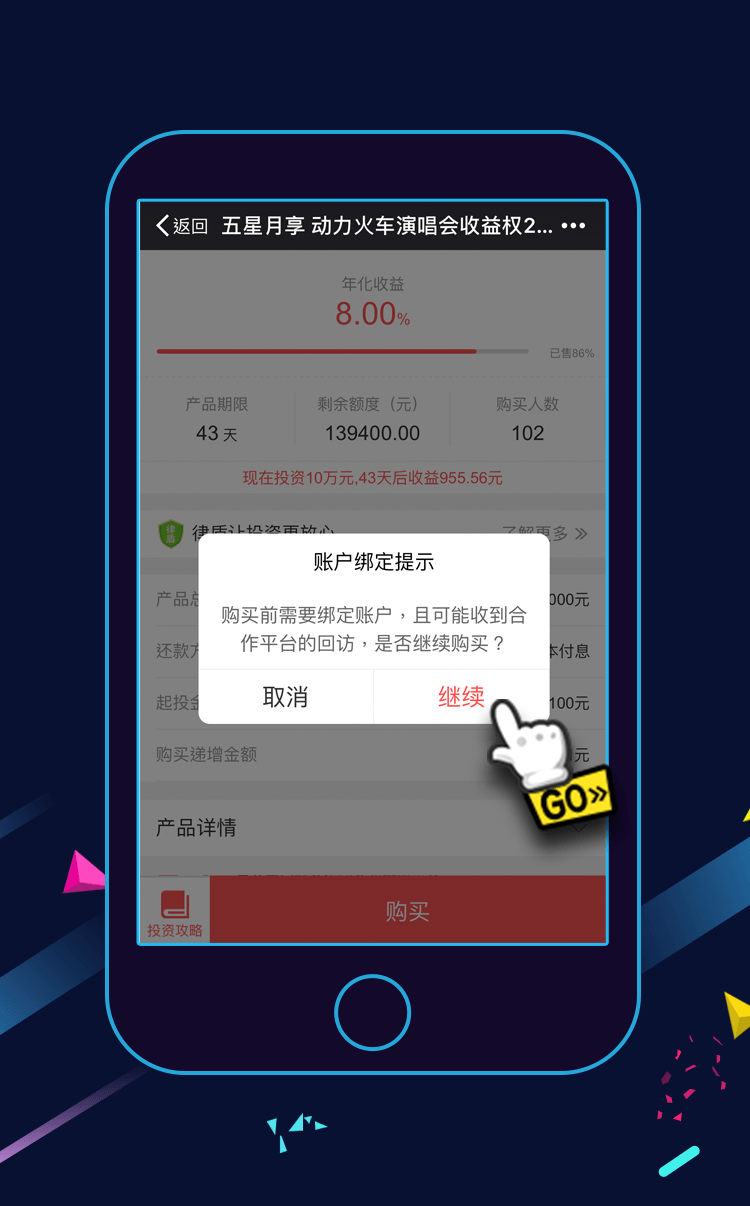 返回 五星月享 动力火车演唱会收益权2... •••
年化收益
8.00%
已售86%
产品期限 剩余额度（元） 购买人数
43 天 139400.00 102
现在投资10万元,43天后收益955.56元
律盾
律盾让投资更放心 了解更多
账户绑定提示
产品总 000元
购买前需要绑定账户，且可能收到合
作平台的回访，是否继续购买？
还款方 本付息
取消 继续
起投金 100元
购买递增金额 元
GO
产品详情
购买
投资攻略